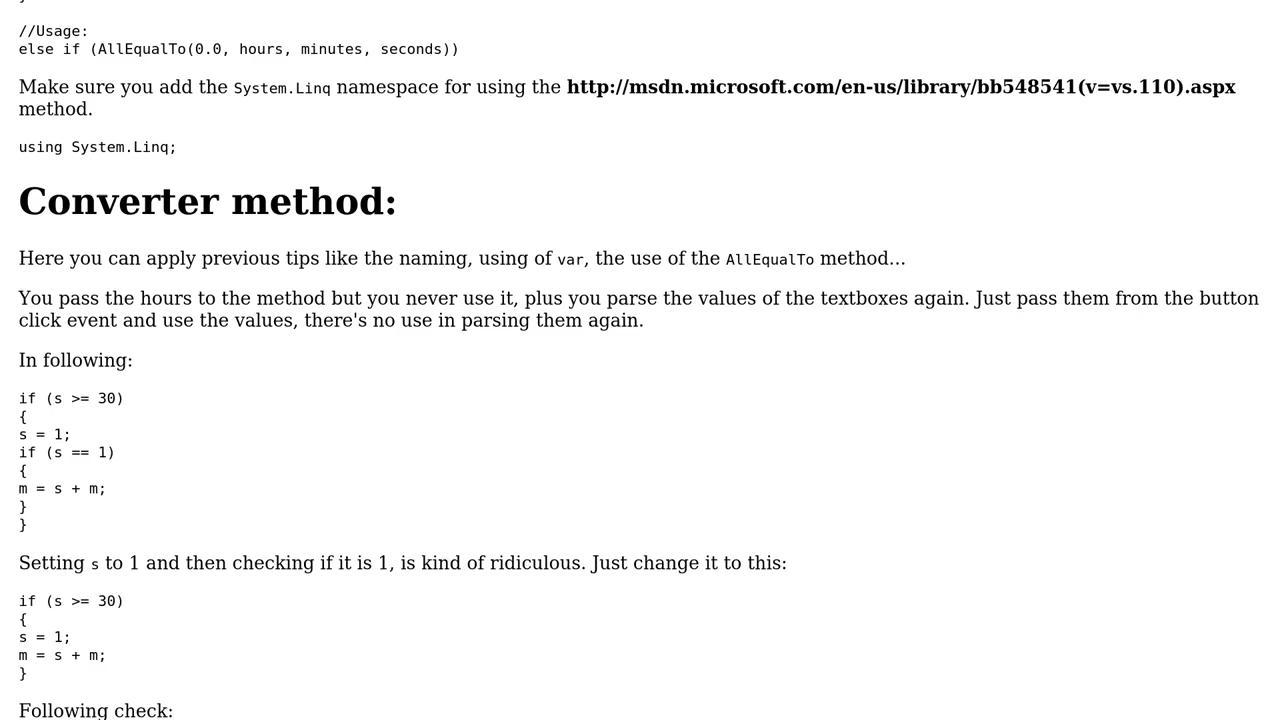 //Usage:
else if (AllEqualTo(0.0, hours, minutes, seconds))
Make sure you add the System.Linq namespace for using the http://msdn.microsoft.com/en-us/library/bb548541(v=vs.110).aspx
method.
using System.Linq;
Converter method:
Here you can apply previous tips like the naming, using of var, the use of the AllEqualTo method...
You pass the hours to the method but you never use it, plus you parse the values of the textboxes again. Just pass them from the button
click event and use the values, there's no use in parsing them again.
In following:
if (s >= 30)
{
s = 1;
if (s == 1)
{
m = s + m;
}
}
Setting s to 1 and then checking if it is 1, is kind of ridiculous. Just change it to this:
if (s >= 30)
{
s = 1;
m = s + m;
}
Following check: